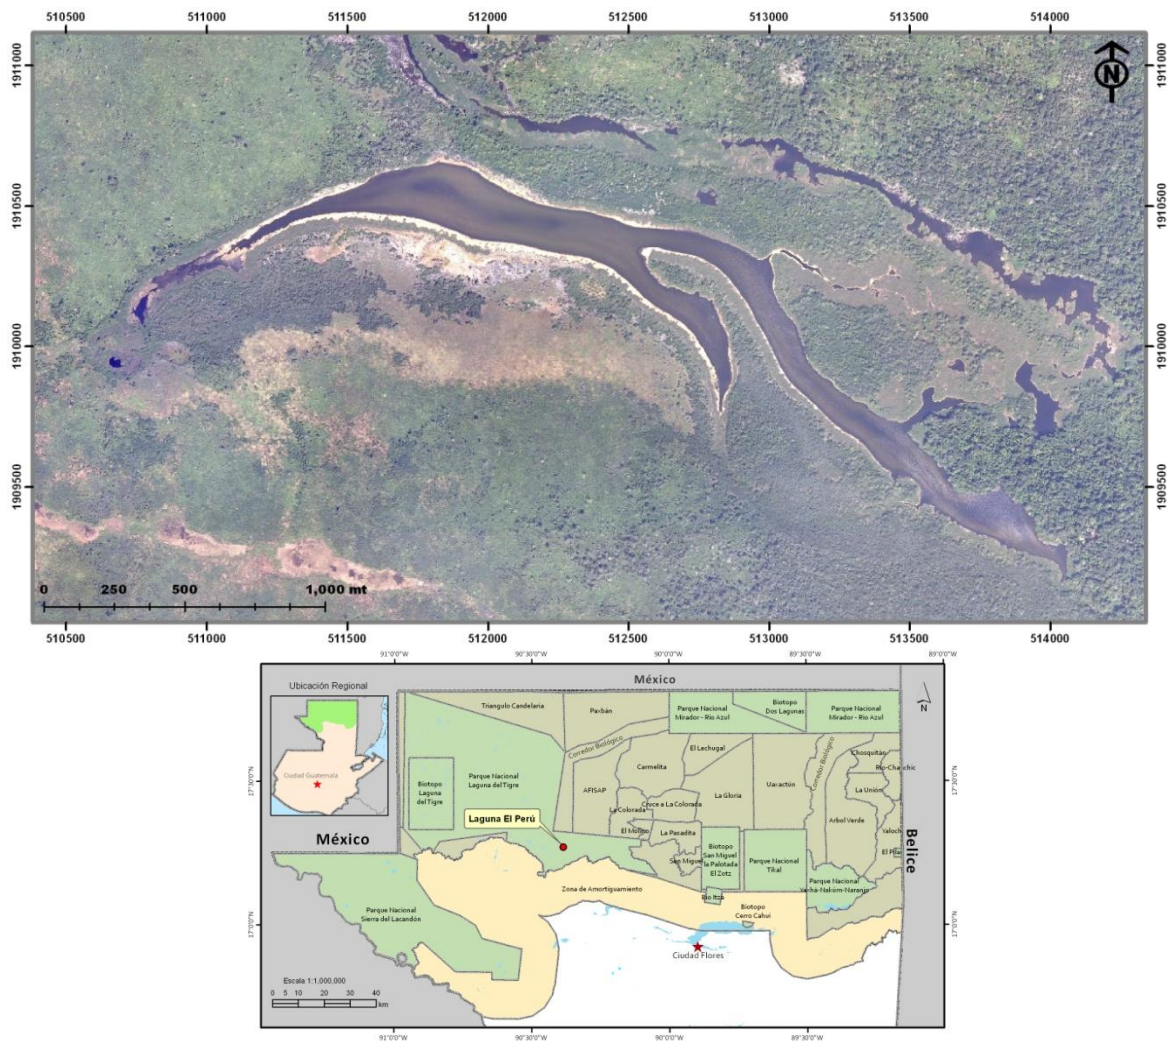 510500 511000 511500 512000 512500 513000 513500 514000
1911000 1911000
N
1910500 1910500
1910000 1910000
1909500 1909500
0 250 500 1,000 mt
510500 511000 511500 512000 512500 513000 513500 514000
91°0'0"W 90°30'0"W 90°0'0"W 89°30'0"W 89°0'0"W
México
Ubicación Regional
Ciudad Guatemala
N
Triangulo Candelaria
Paxbán
Parque Nacional
Mirador - Rio Azul
Biotopo
Dos Lagunas
Parque Nacional
Mirador - Rio Azul
Corredor Biológico
El Lechugal
Corredor Biológico
Chosquitán
Carmelita
17°30'0"N 17°30'0"N
Biotopo
Laguna
del Tigre
Parque Nacional
Laguna del Tigre
AFISAP
La Gloria
Uaxactún
La Unión
La Colorada
Cruce a La Colorada
Arbol Verde
Laguna El Perú
El Molino
La Pasadita
Yaloch
México
Belice
San Miguel
Biotopo
San Miguel
la Palotada
El Zotz
Parque Nacional
Tikal
Parque Nacional
Yaxhá-Nakúm-Naranjo
Zona de Amortiguamiento
Bio Itzá
Biotopo
Cerro Cahui
Parque Nacional
Sierra del Lacandón
17°0'0"N 17°0'0"N
Ciudad Flores
Escala 1:1,000,000
0 5 10 20 30 40
km
91°0'0"W 90°30'0"W 90°0'0"W 89°30'0"W